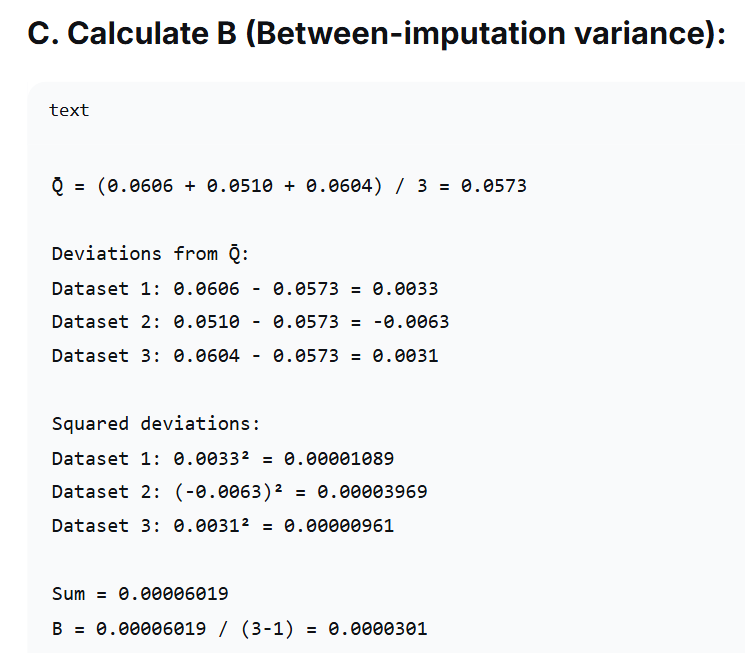 C. Calculate B (Between-imputation variance):
text
Q̄ = (0.0606 + 0.0510 + 0.0604) / 3 = 0.0573
Deviations from Q̄:
Dataset 1: 0.0606 - 0.0573 = 0.0033
Dataset 2: 0.0510 - 0.0573 = -0.0063
Dataset 3: 0.0604 - 0.0573 = 0.0031
Squared deviations:
Dataset 1: 0.0033² = 0.00001089
Dataset 2: (-0.0063)² = 0.00003969
Dataset 3: 0.0031² = 0.00000961
Sum = 0.00006019
B = 0.00006019 / (3-1) = 0.0000301